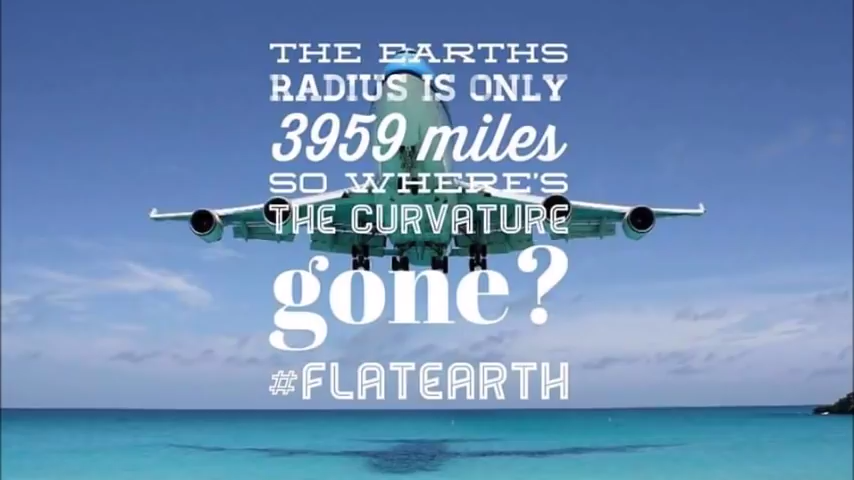 THE EARTHS
RADIUS IS ONLY
3959 miles
SO WHERE'S
THE CURVATURE
gone?
#FLATEARTH